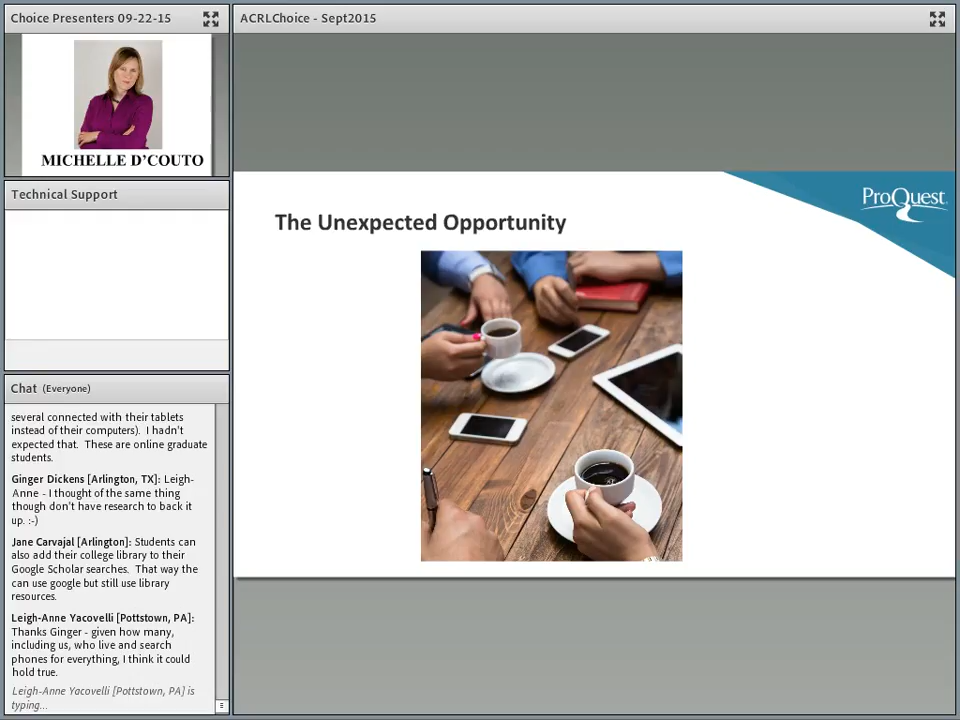 Choice Presenters 09-22-15
MICHELLE D'COUTO
Technical Support
Chat (Everyone)
several connected with their tablets
instead of their computers). I hadn't
expected that. These are online graduate
students.
Ginger Dickens [Arlington, TX]: Leigh-
Anne - I thought of the same thing
though don't have research to back it
up. :-)
Jane Carvajal [Arlington]: Students can
also add their college library to their
Google Scholar searches. That way the
can use google but still use library
resources.
Leigh-Anne Yacovelli [Pottstown, PA]:
Thanks Ginger - given how many,
including us, who live and search
phones for everything, I think it could
hold true.
Leigh-Anne Yacovelli [Pottstown, PA] is
typing...
ACRLChoice - Sept2015
ProQuest
The Unexpected Opportunity